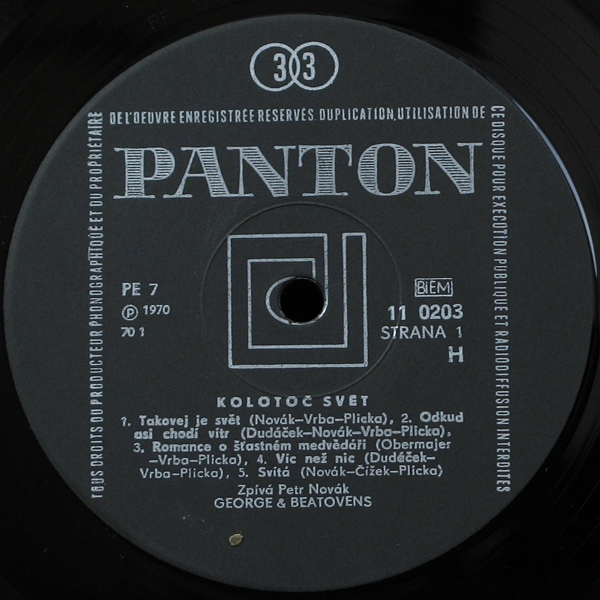 33
DE L'OEUVRE ENREGISTRÉE RESERVÉS DUPLICATION, UTILISATION DE
CE DISQUE POUR EXÉCUTION PUBLIQUE ET RADIODIFFUSION INTERDITES
TOUS DROITS DU PRODUCTEUR PHONOGRAPHIQUE ET DU PROPRIÉTAIRE
PANTON
PE 7
Ⓟ 1970
70 1
BIEM
11 0203
STRANA 1
H
KOLOTOČ SVĚT
1. Takovej je svět (Novák—Vrba-Plicka), 2. Odkud
asi chodí vítr (Dudáček—Novák—Vrba-Plicka),
3. Romance o šťastném medvědáři (Obermajer
—Vrba-Plicka), 4. Víc než nic (Dudáček-
Vrba-Plicka), 5. Svítá (Novák-Čížek-Plicka)
Zpívá Petr Novák
GEORGE & BEATOVENS